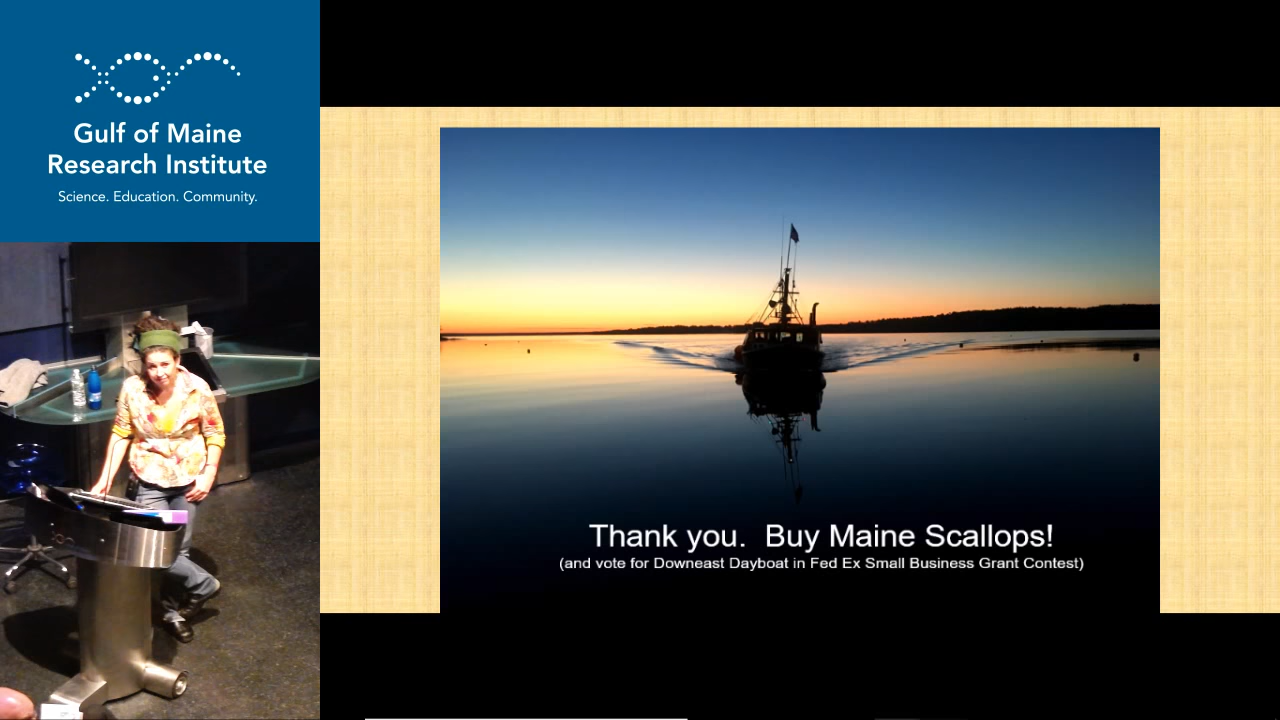 Gulf of Maine
Research Institute
Science. Education. Community.
Thank you.  Buy Maine Scallops!
(and vote for Downeast Dayboat in Fed Ex Small Business Grant Contest)